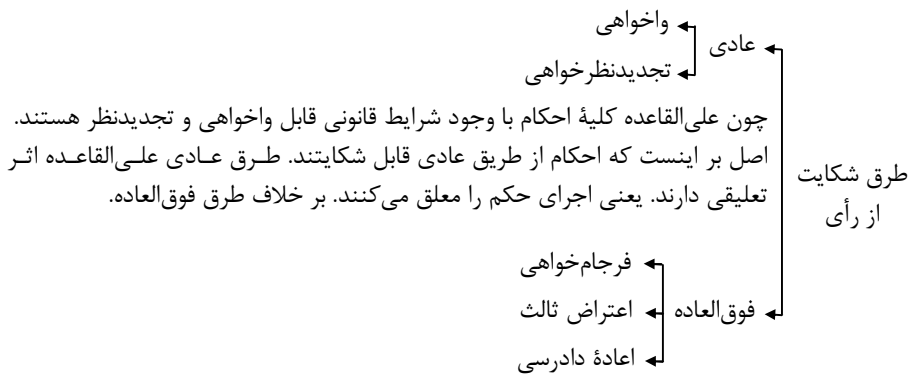 طرق شکایت
از رأی
عادی
واخواهی
تجدیدنظرخواهی
چون علی‌القاعده کلیهٔ احکام با وجود شرایط قانونی قابل واخواهی و تجدیدنظر هستند.
اصل بر اینست که احکام از طریق عادی قابل شکایتند. طرق عادی علی‌القاعده اثر
تعلیقی دارند. یعنی اجرای حکم را معلق می‌کنند. بر خلاف طرق فوق‌العاده.
فوق‌العاده
فرجام‌خواهی
اعتراض ثالث
اعادهٔ دادرسی